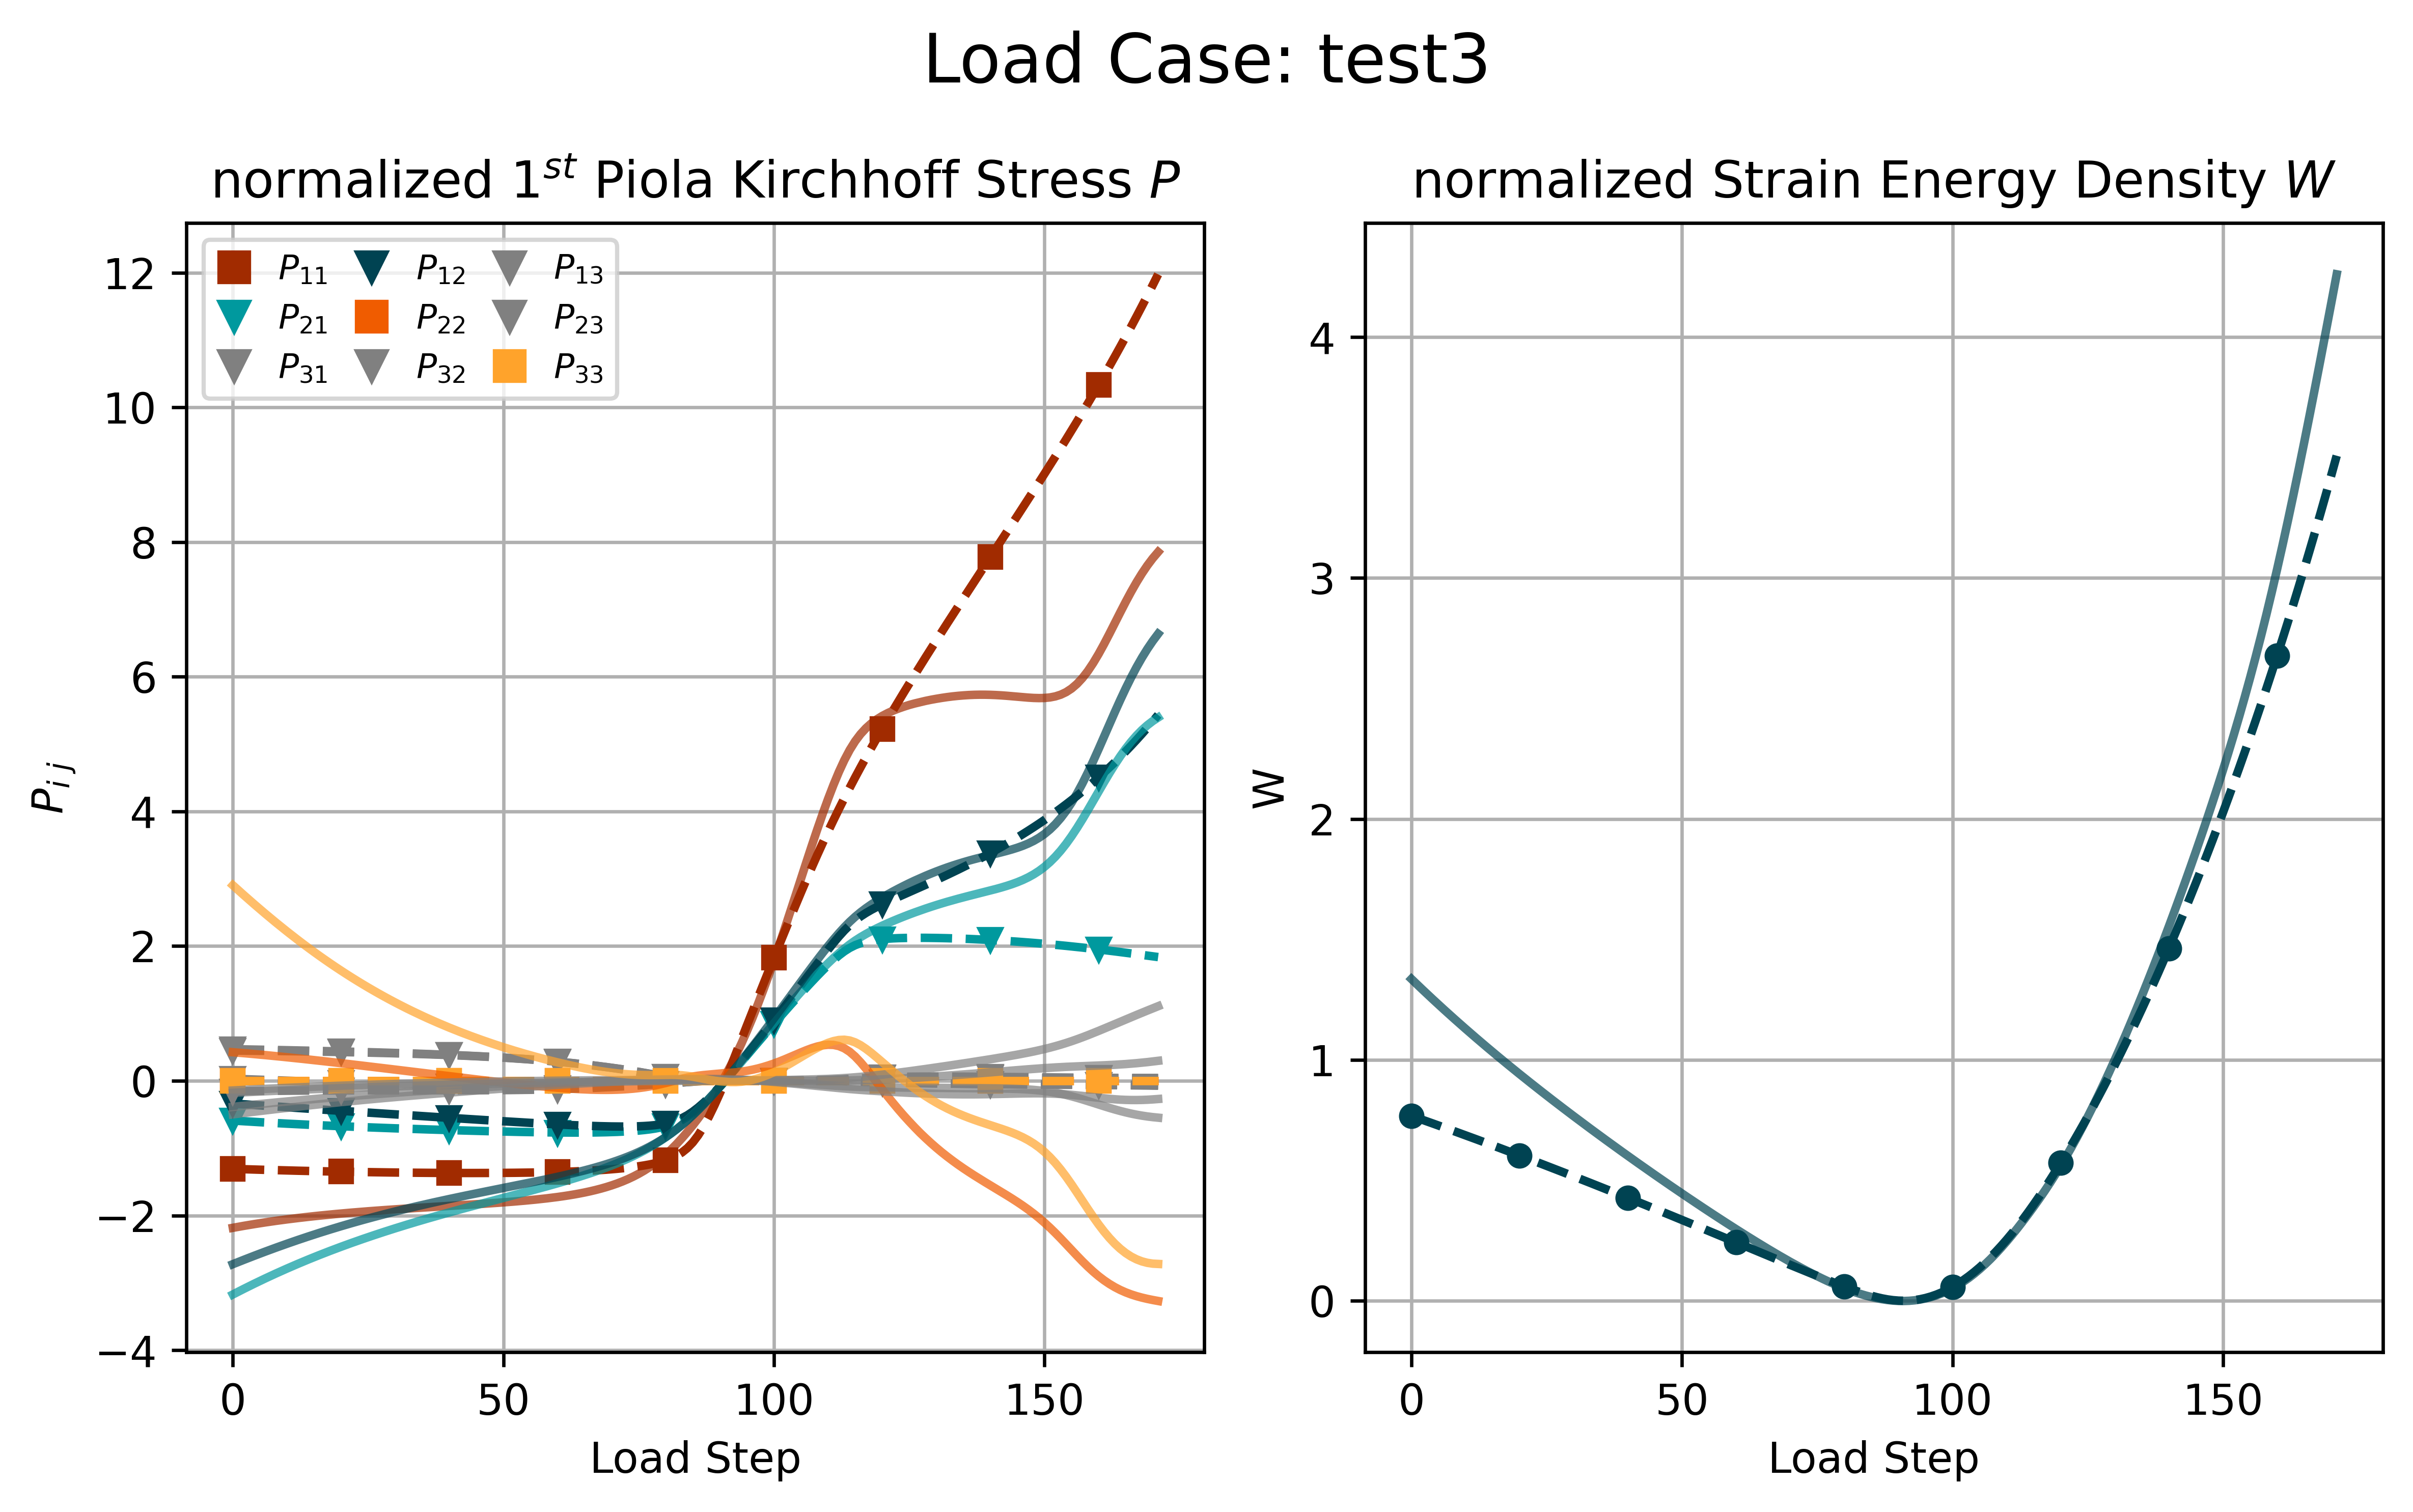 Load Case: test3
normalized 1st Piola Kirchhoff Stress P
P11 P12 P13
P21 P22 P23
P31 P32 P33
12
10
8
6
4
2
0
−2
−4
Pi j
0 50 100 150
Load Step
normalized Strain Energy Density W
4
3
2
1
0
W
0 50 100 150
Load Step